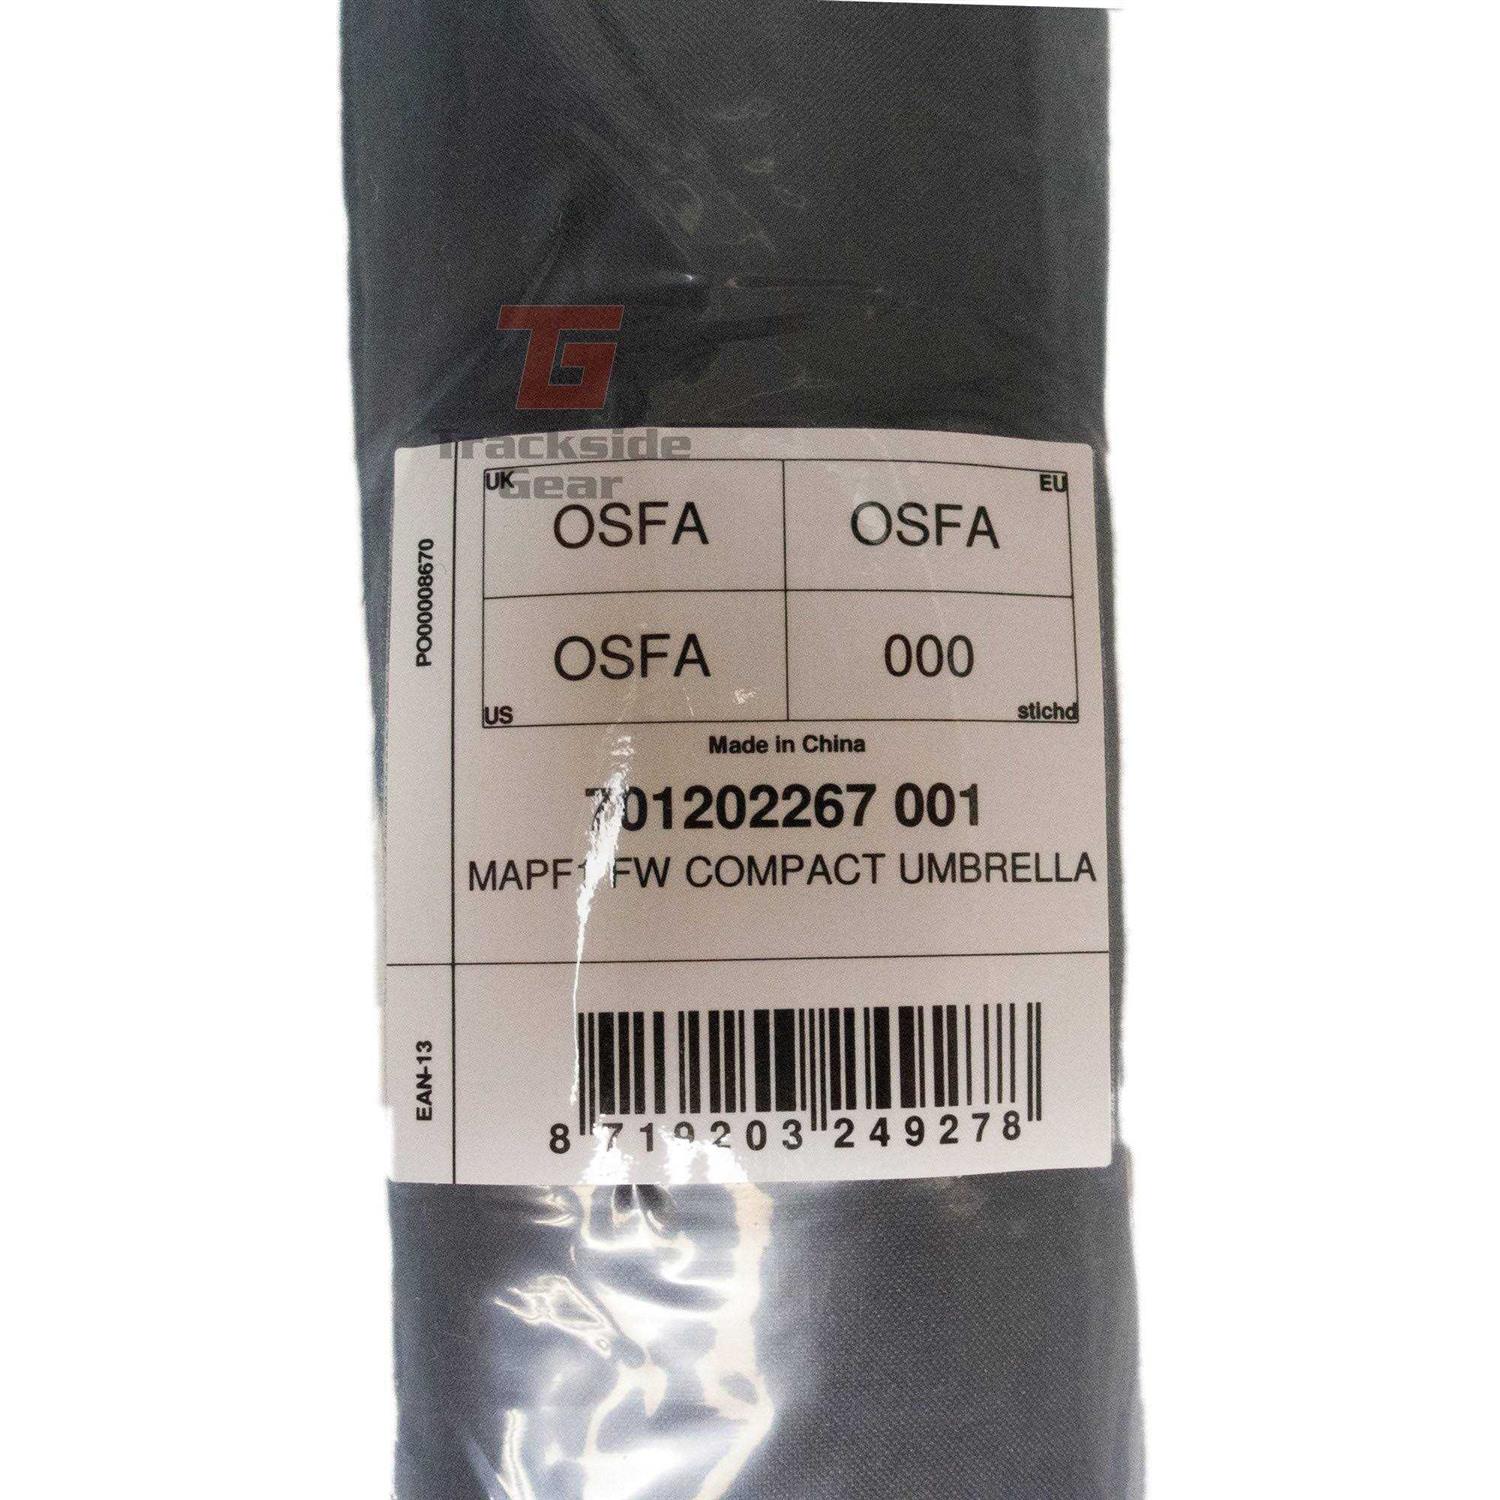 TG
Trackside
Gear
UK
EU
OSFA
OSFA
OSFA
000
US
stichd
Made in China
701202267 001
MAPF1 FW COMPACT UMBRELLA
PO00008670
EAN-13
8 719203 249278